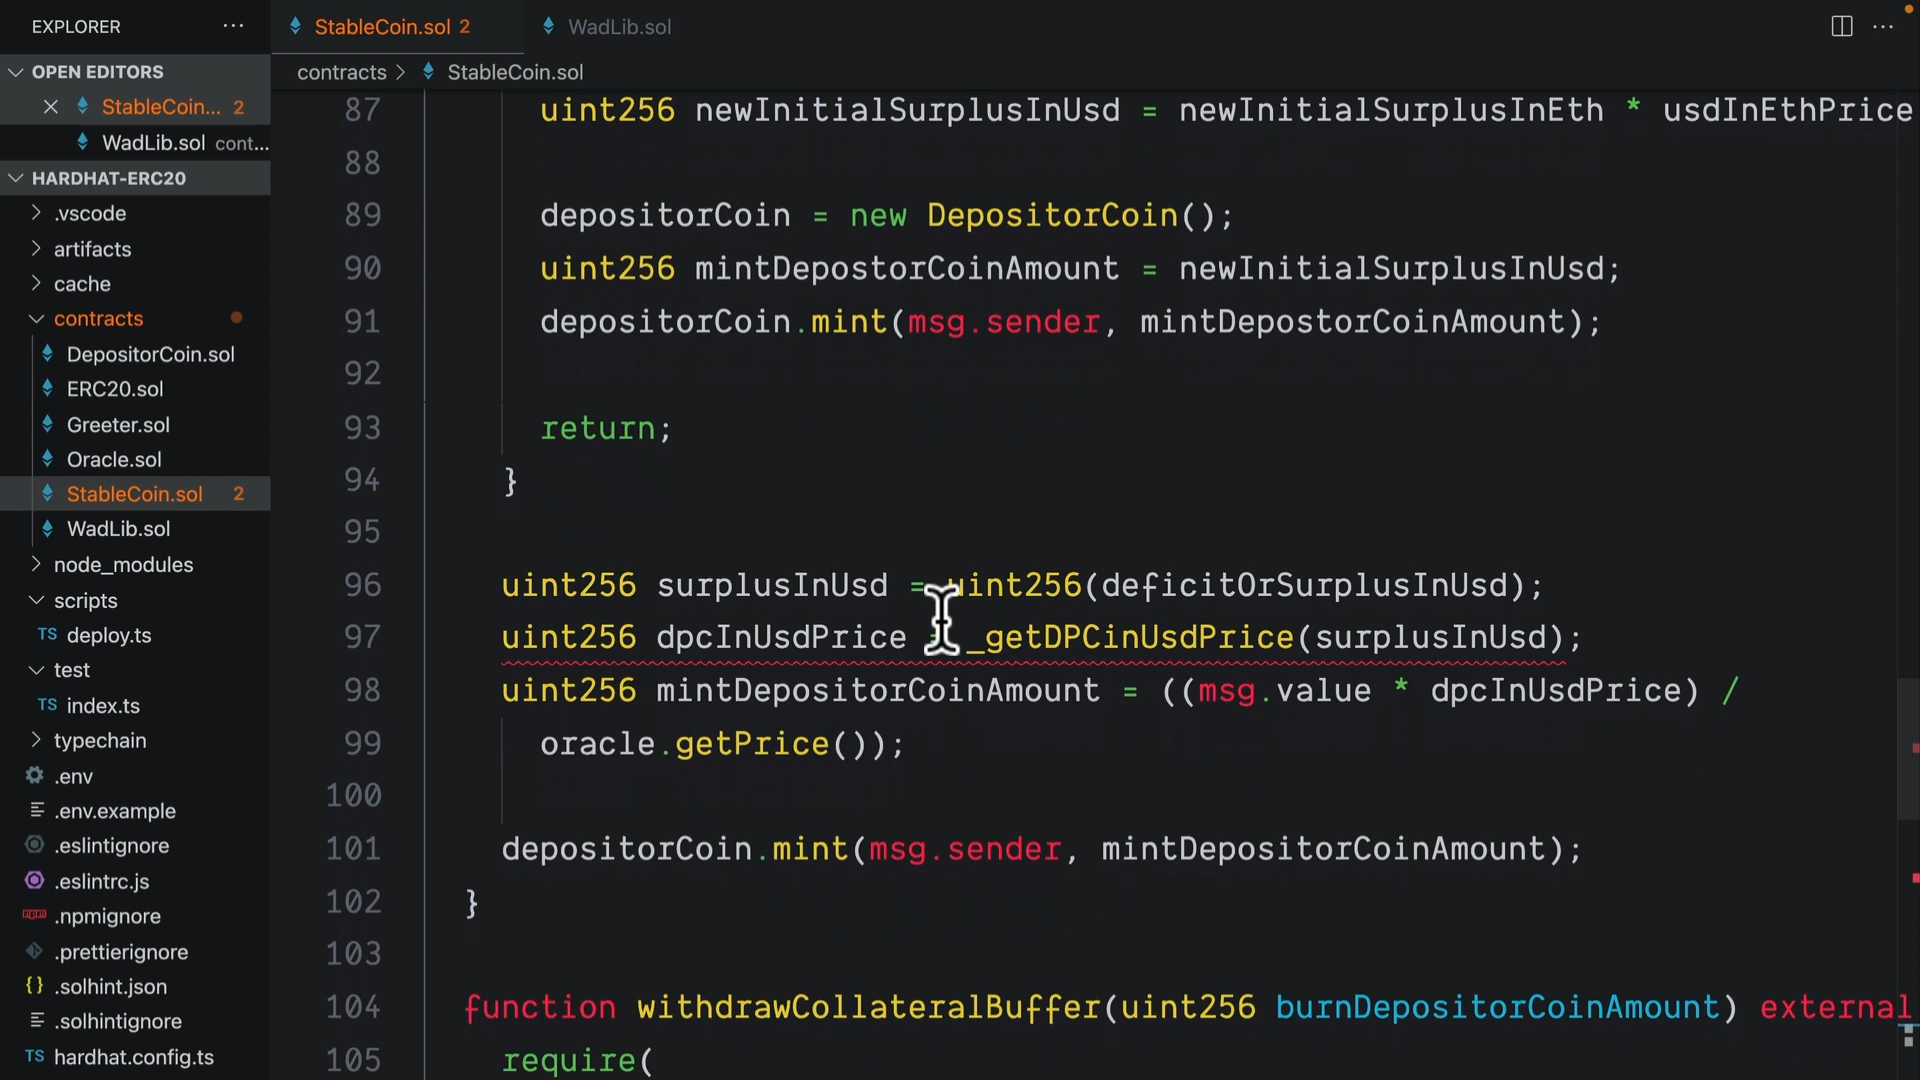 EXPLORER ···
OPEN EDITORS
StableCoin... 2
WadLib.sol cont...
HARDHAT-ERC20
.vscode
artifacts
cache
contracts
DepositorCoin.sol
ERC20.sol
Greeter.sol
Oracle.sol
StableCoin.sol 2
WadLib.sol
node_modules
scripts
TS deploy.ts
test
TS index.ts
typechain
.env
.env.example
.eslintignore
.eslintrc.js
.npmignore
.prettierignore
{} .solhint.json
.solhintignore
TS hardhat.config.ts
StableCoin.sol 2
WadLib.sol
contracts > StableCoin.sol
87 uint256 newInitialSurplusInUsd = newInitialSurplusInEth * usdInEthPrice
88
89 depositorCoin = new DepositorCoin();
90 uint256 mintDepostorCoinAmount = newInitialSurplusInUsd;
91 depositorCoin.mint(msg.sender, mintDepostorCoinAmount);
92
93 return;
94 }
95
96 uint256 surplusInUsd = uint256(deficitOrSurplusInUsd);
97 uint256 dpcInUsdPrice = _getDPCinUsdPrice(surplusInUsd);
98 uint256 mintDepositorCoinAmount = ((msg.value * dpcInUsdPrice) /
99 oracle.getPrice());
100
101 depositorCoin.mint(msg.sender, mintDepositorCoinAmount);
102 }
103
104 function withdrawCollateralBuffer(uint256 burnDepositorCoinAmount) external
105 require(